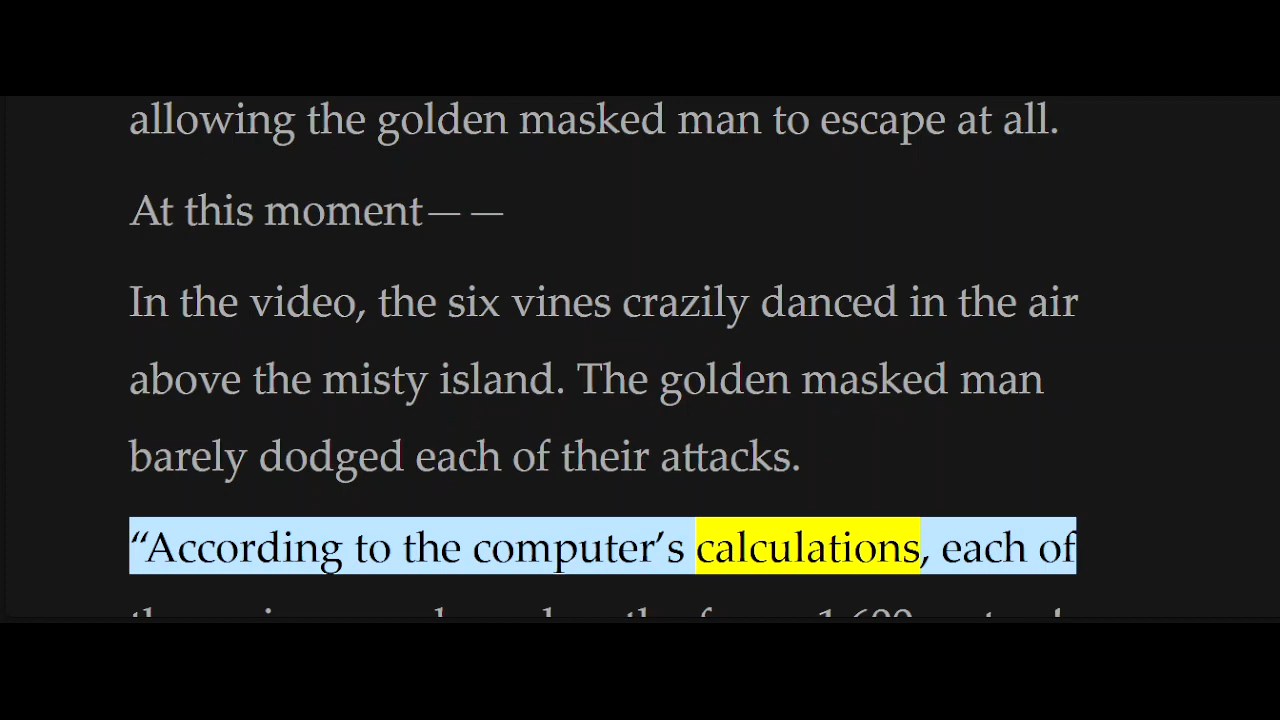 allowing the golden masked man to escape at all.
At this moment— —
In the video, the six vines crazily danced in the air
above the misty island. The golden masked man
barely dodged each of their attacks.
“According to the computer’s calculations, each of